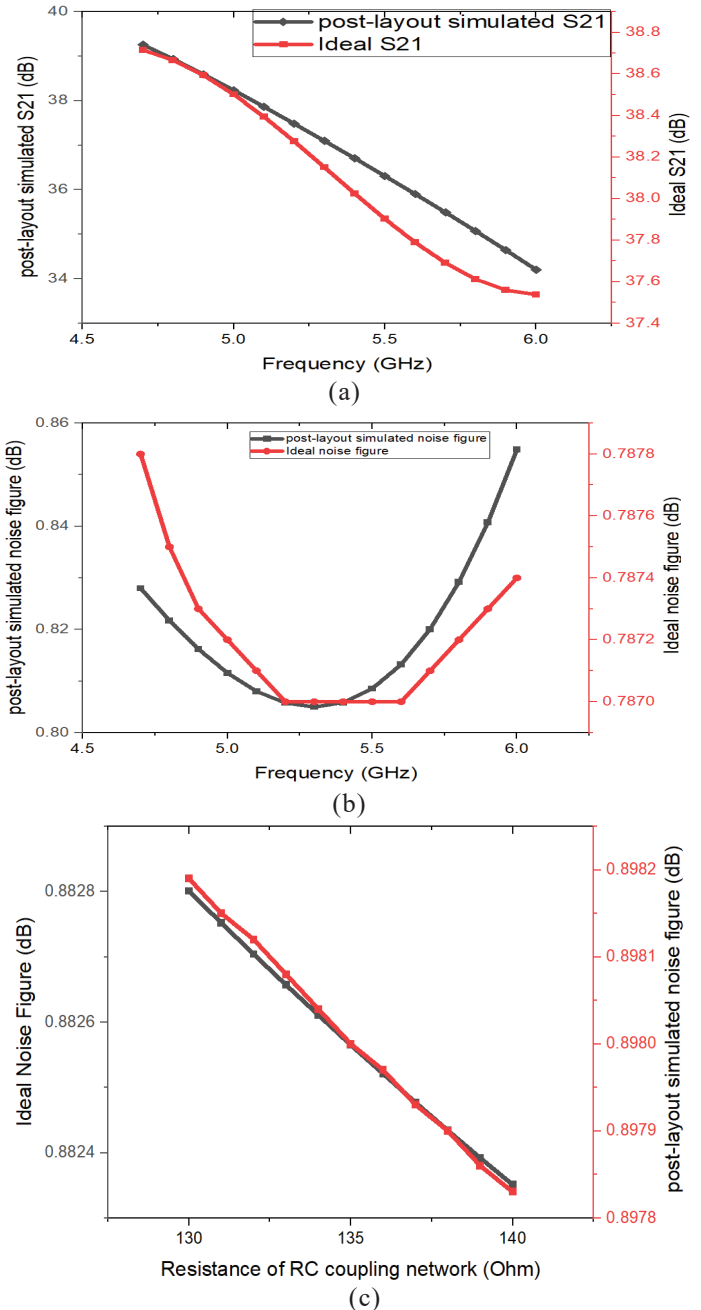 post-layout simulated S21
Ideal S21
40
38
36
34
38.8
38.6
38.4
38.2
38.0
37.8
37.6
37.4
post-layout simulated S21 (dB)
Ideal S21 (dB)
4.5
5.0
5.5
6.0
Frequency (GHz)
(a)
post-layout simulated noise figure
Ideal noise figure
0.86
0.84
0.82
0.80
0.7878
0.7876
0.7874
0.7872
0.7870
post-layout simulated noise figure (dB)
Ideal noise figure (dB)
4.5
5.0
5.5
6.0
Frequency (GHz)
(b)
0.8828
0.8826
0.8824
0.8982
0.8981
0.8980
0.8979
0.8978
Ideal Noise Figure (dB)
post-layout simulated noise figure (dB)
130
135
140
Resistance of RC coupling network (Ohm)
(c)